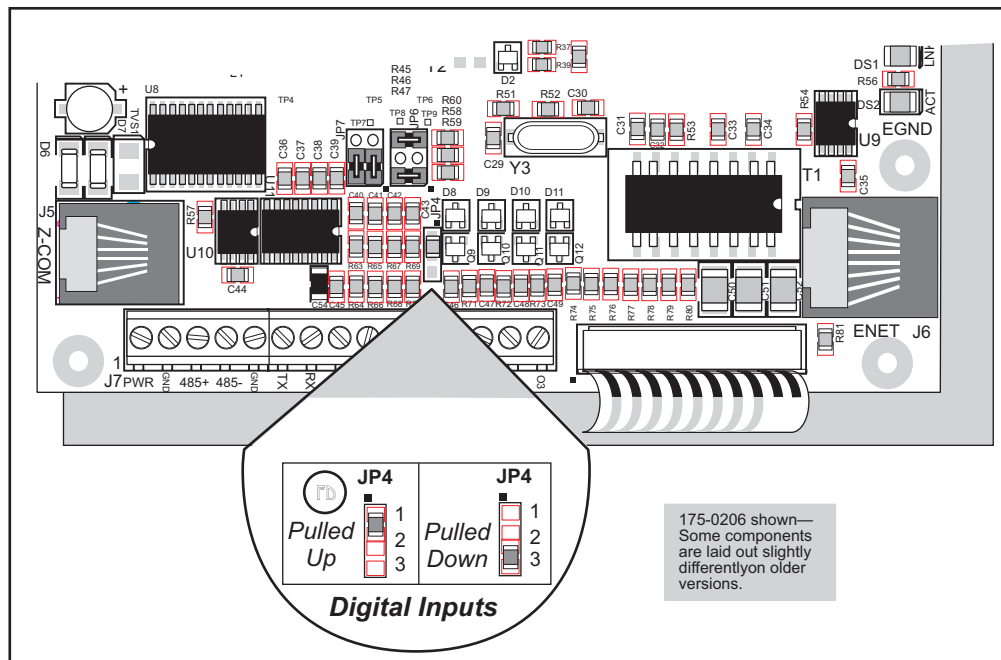 R45
R46
R47
R37
R39
D2
DS1
LNK
R56
DS2
ACT
U8
D7
TVS1
TP4
TP5
TP6
TP7
TP8
TP9
JP7
JP6
R60
R58
R59
R51
R52
C30
R54
U9
EGND
D6
C36
C37
C38
C39
C29
Y3
C31
R53
C33
C34
T1
C35
J5
Z-COM
R57
U10
U11
C40
C41
C42
C43
JP4
D8
D9
D10
D11
Q9
Q10
Q11
Q12
R63
R65
R67
R69
C44
C54
C45
R64
R66
R68
C46
R71
C47
R72
C48
R73
C49
R74
R75
R76
R77
R78
R79
R80
C50
C51
C52
R81
ENET
J6
1
J7
PWR
GND
485+
485-
GND
TX
RX
O3
JP4
Pulled
Up
1
2
3
JP4
Pulled
Down
1
2
3
Digital Inputs
175-0206 shown—
Some components
are laid out slightly
differentlyon older
versions.